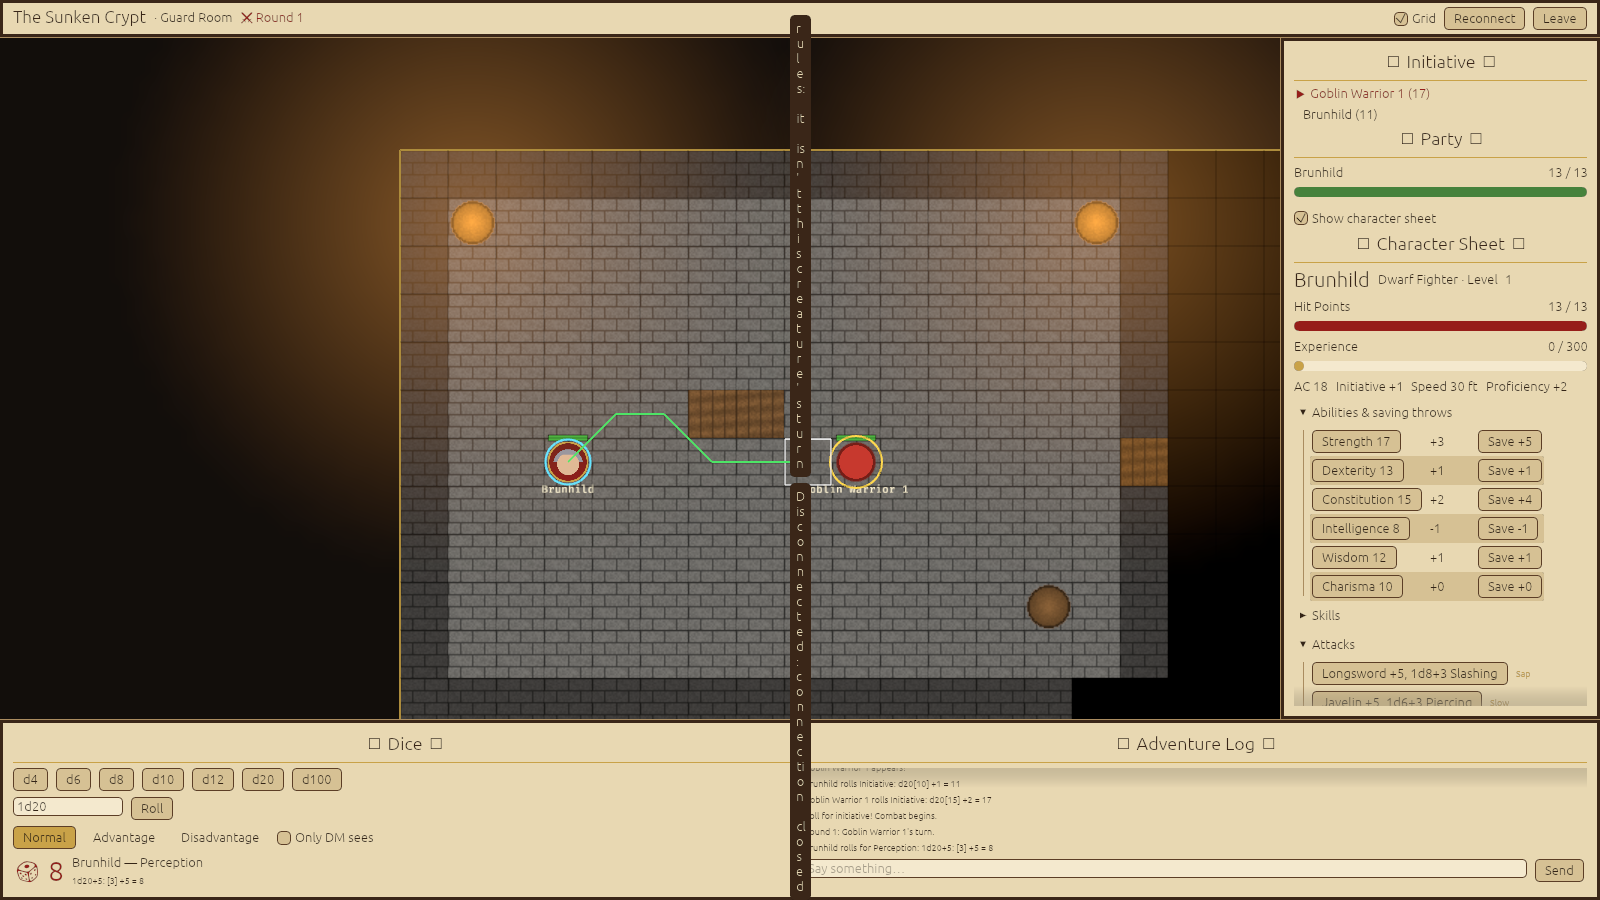 The Sunken Crypt · Guard Room Round 1
Grid Reconnect Leave
rules: it isn't this creature's turn
Disconnected: connection closed
Brunhild
oblin Warrior 1
Initiative
Goblin Warrior 1 (17)
Brunhild (11)
Party
Brunhild 13 / 13
Show character sheet
Character Sheet
Brunhild Dwarf Fighter · Level 1
Hit Points 13 / 13
Experience 0 / 300
AC 18 Initiative +1 Speed 30 ft Proficiency +2
Abilities & saving throws
Strength 17 +3 Save +5
Dexterity 13 +1 Save +1
Constitution 15 +2 Save +4
Intelligence 8 -1 Save -1
Wisdom 12 +1 Save +1
Charisma 10 +0 Save +0
Skills
Attacks
Longsword +5, 1d8+3 Slashing Sap
Javelin +5, 1d6+3 Piercing Slow
Dice
d4 d6 d8 d10 d12 d20 d100
1d20 Roll
Normal Advantage Disadvantage Only DM sees
8 Brunhild — Perception
1d20+5: [3] +5 = 8
Adventure Log
oblin Warrior 1 appears.
runhild rolls Initiative: d20[10] +1 = 11
oblin Warrior 1 rolls Initiative: d20[15] +2 = 17
oll for initiative! Combat begins.
ound 1: Goblin Warrior 1's turn.
runhild rolls for Perception: 1d20+5: [3] +5 = 8
Say something...
Send